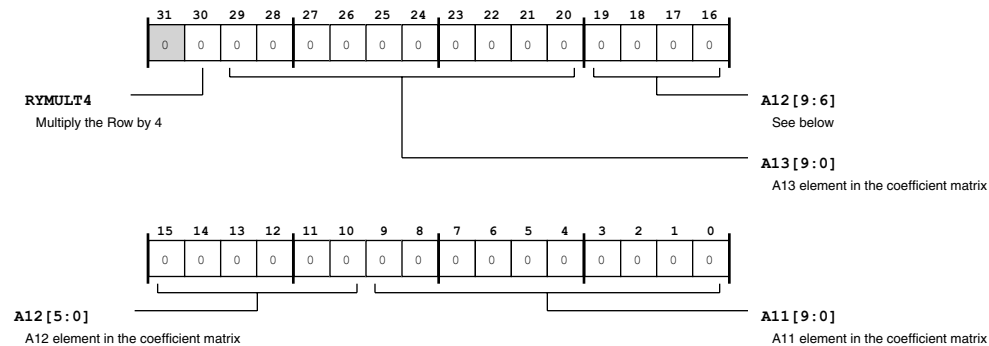 31 30 29 28 27 26 25 24 23 22 21 20 19 18 17 16
0 0 0 0 0 0 0 0 0 0 0 0 0 0 0 0
RYMULT4
Multiply the Row by 4
A12[9:6]
See below
A13[9:0]
A13 element in the coefficient matrix
15 14 13 12 11 10 9 8 7 6 5 4 3 2 1 0
0 0 0 0 0 0 0 0 0 0 0 0 0 0 0 0
A12[5:0]
A12 element in the coefficient matrix
A11[9:0]
A11 element in the coefficient matrix